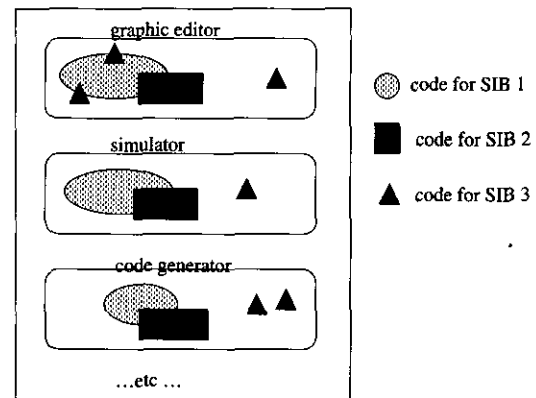 graphic editor
code for SIB 1
code for SIB 2
simulator
code for SIB 3
code generator
...etc ...